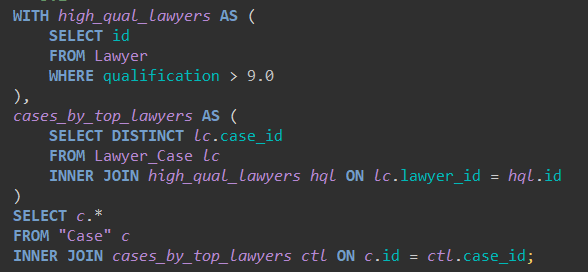 WITH high_qual_lawyers AS (
    SELECT id
    FROM Lawyer
    WHERE qualification > 9.0
),
cases_by_top_lawyers AS (
    SELECT DISTINCT lc.case_id
    FROM Lawyer_Case lc
    INNER JOIN high_qual_lawyers hql ON lc.lawyer_id = hql.id
)
SELECT c.*
FROM "Case" c
INNER JOIN cases_by_top_lawyers ctl ON c.id = ctl.case_id;